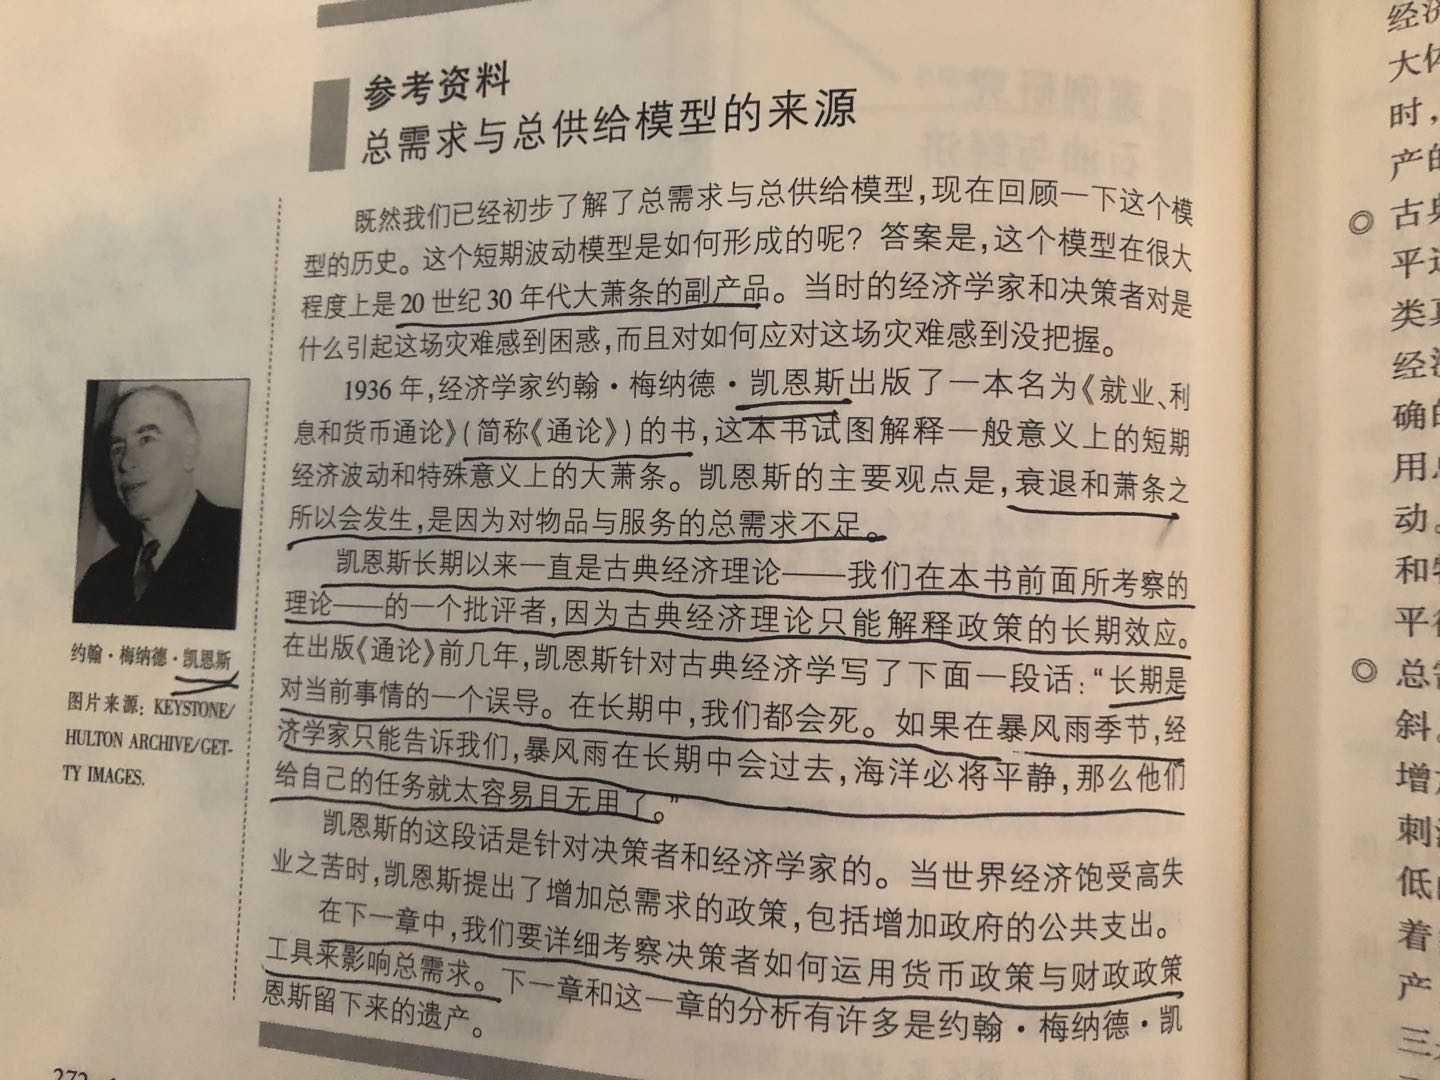 参考资料
总需求与总供给模型的来源
既然我们已经初步了解了总需求与总供给模型，现在回顾一下这个模
型的历史。这个短期波动模型是如何形成的呢？答案是，这个模型在很大
程度上是20世纪30年代大萧条的副产品。当时的经济学家和决策者对是
什么引起这场灾难感到困惑，而且对如何应对这场灾难感到没把握。
1936年，经济学家约翰·梅纳德·凯恩斯出版了一本名为《就业、利
息和货币通论》(简称《通论》)的书，这本书试图解释一般意义上的短期
经济波动和特殊意义上的大萧条。凯恩斯的主要观点是，衰退和萧条之
所以会发生，是因为对物品与服务的总需求不足。
凯恩斯长期以来一直是古典经济理论——我们在本书前面所考察的
理论——的一个批评者，因为古典经济理论只能解释政策的长期效应。
在出版《通论》前几年，凯恩斯针对古典经济学写了下面一段话：“长期是
对当前事情的一个误导。在长期中，我们都会死。如果在暴风雨季节，经
济学家只能告诉我们，暴风雨在长期中会过去，海洋必将平静，那么他们
给自己的任务就太容易且无用了。”
凯恩斯的这段话是针对决策者和经济学家的。当世界经济饱受高失
业之苦时，凯恩斯提出了增加总需求的政策，包括增加政府的公共支出。
在下一章中，我们要详细考察决策者如何运用货币政策与财政政策
工具来影响总需求。下一章和这一章的分析有许多是约翰·梅纳德·凯
恩斯留下来的遗产。
约翰·梅纳德·凯恩斯
图片来源：KEYSTONE/
HULTON ARCHIVE/GET-
TY IMAGES.
272
经济
大体
时，
产的
◎ 古典
类真
经济
确的
用总
动。
平衡
◎ 总需
斜。
增加
刺激
低
着
产
三